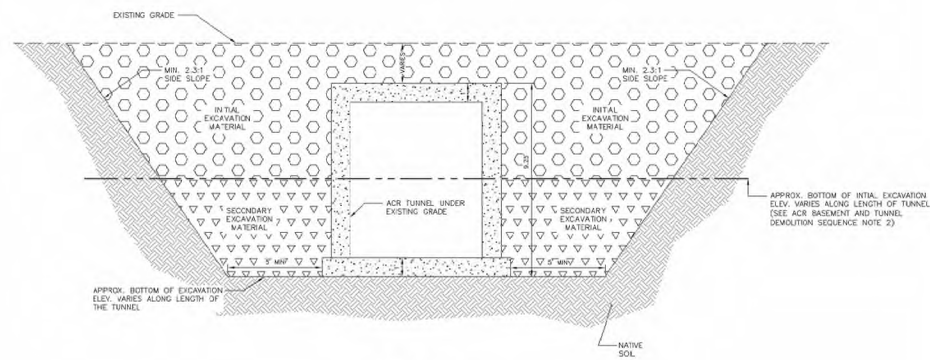 EXISTING GRADE
MIN. 2.3:1
SIDE SLOPE
VARIES
MIN. 2.3:1
SIDE SLOPE
INITIAL
EXCAVATION
MATERIAL
INITIAL
EXCAVATION
MATERIAL
9.25
SECONDARY
EXCAVATION
MATERIAL
ACR TUNNEL UNDER
EXISTING GRADE
SECONDARY
EXCAVATION
MATERIAL
APPROX. BOTTOM OF INTIAL EXCAVATION
ELEV. VARIES ALONG LENGTH OF TUNNEL
(SEE ACR BASEMENT AND TUNNEL
DEMOLITION SEQUENCE NOTE 2)
5' MIN
5' MIN
APPROX. BOTTOM OF EXCAVATION
ELEV. VARIES ALONG LENGTH OF
THE TUNNEL
NATIVE
SOIL